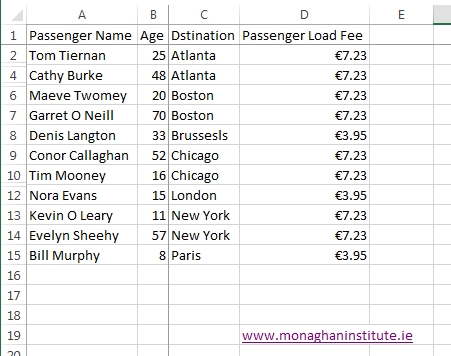 A B C D E
1 Passenger Name Age Dstination Passenger Load Fee
2 Tom Tiernan 25 Atlanta €7.23
4 Cathy Burke 48 Atlanta €7.23
6 Maeve Twomey 20 Boston €7.23
7 Garret O Neill 70 Boston €7.23
8 Denis Langton 33 Brussesls €3.95
9 Conor Callaghan 52 Chicago €7.23
10 Tim Mooney 16 Chicago €7.23
12 Nora Evans 15 London €3.95
13 Kevin O Leary 11 New York €7.23
14 Evelyn Sheehy 57 New York €7.23
15 Bill Murphy 8 Paris €3.95
16
17
18
19 www.monaghaninstitute.ie
20